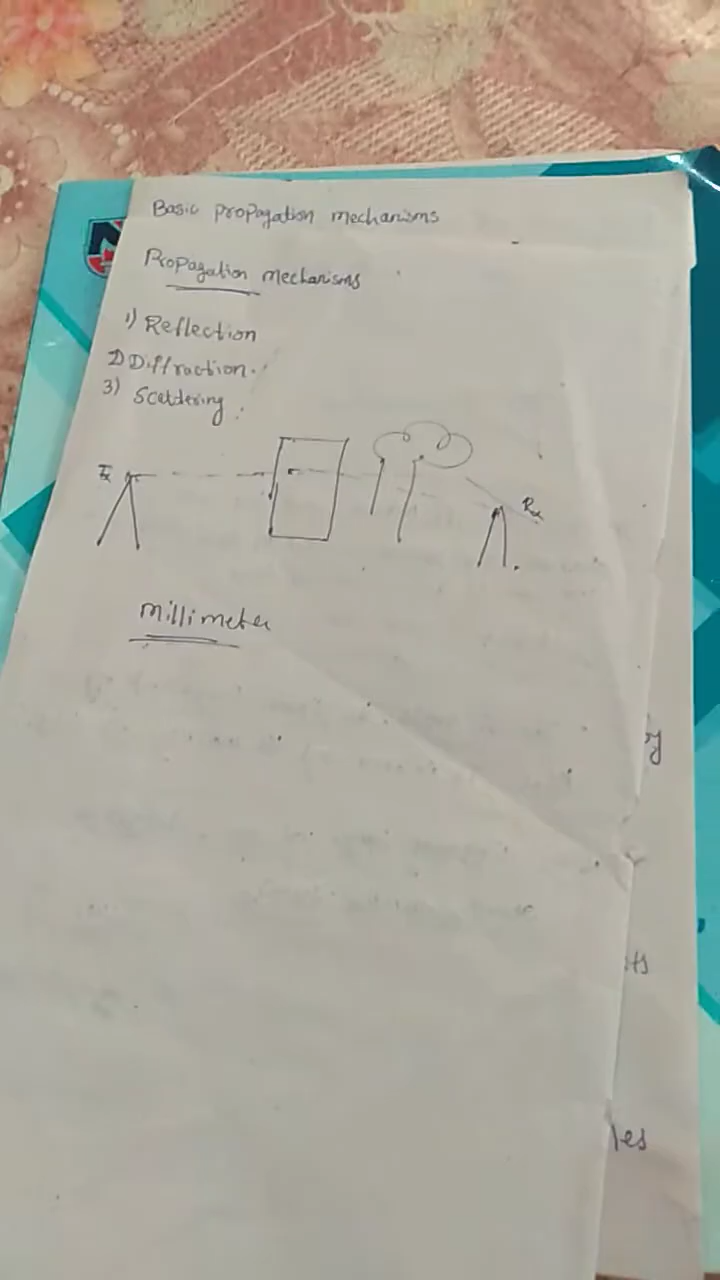 Basic propagation mechanisms
Propagation mechanisms
1) Reflection
2) Diffraction.
3) Scattering
Tx
Rx
Millimeter